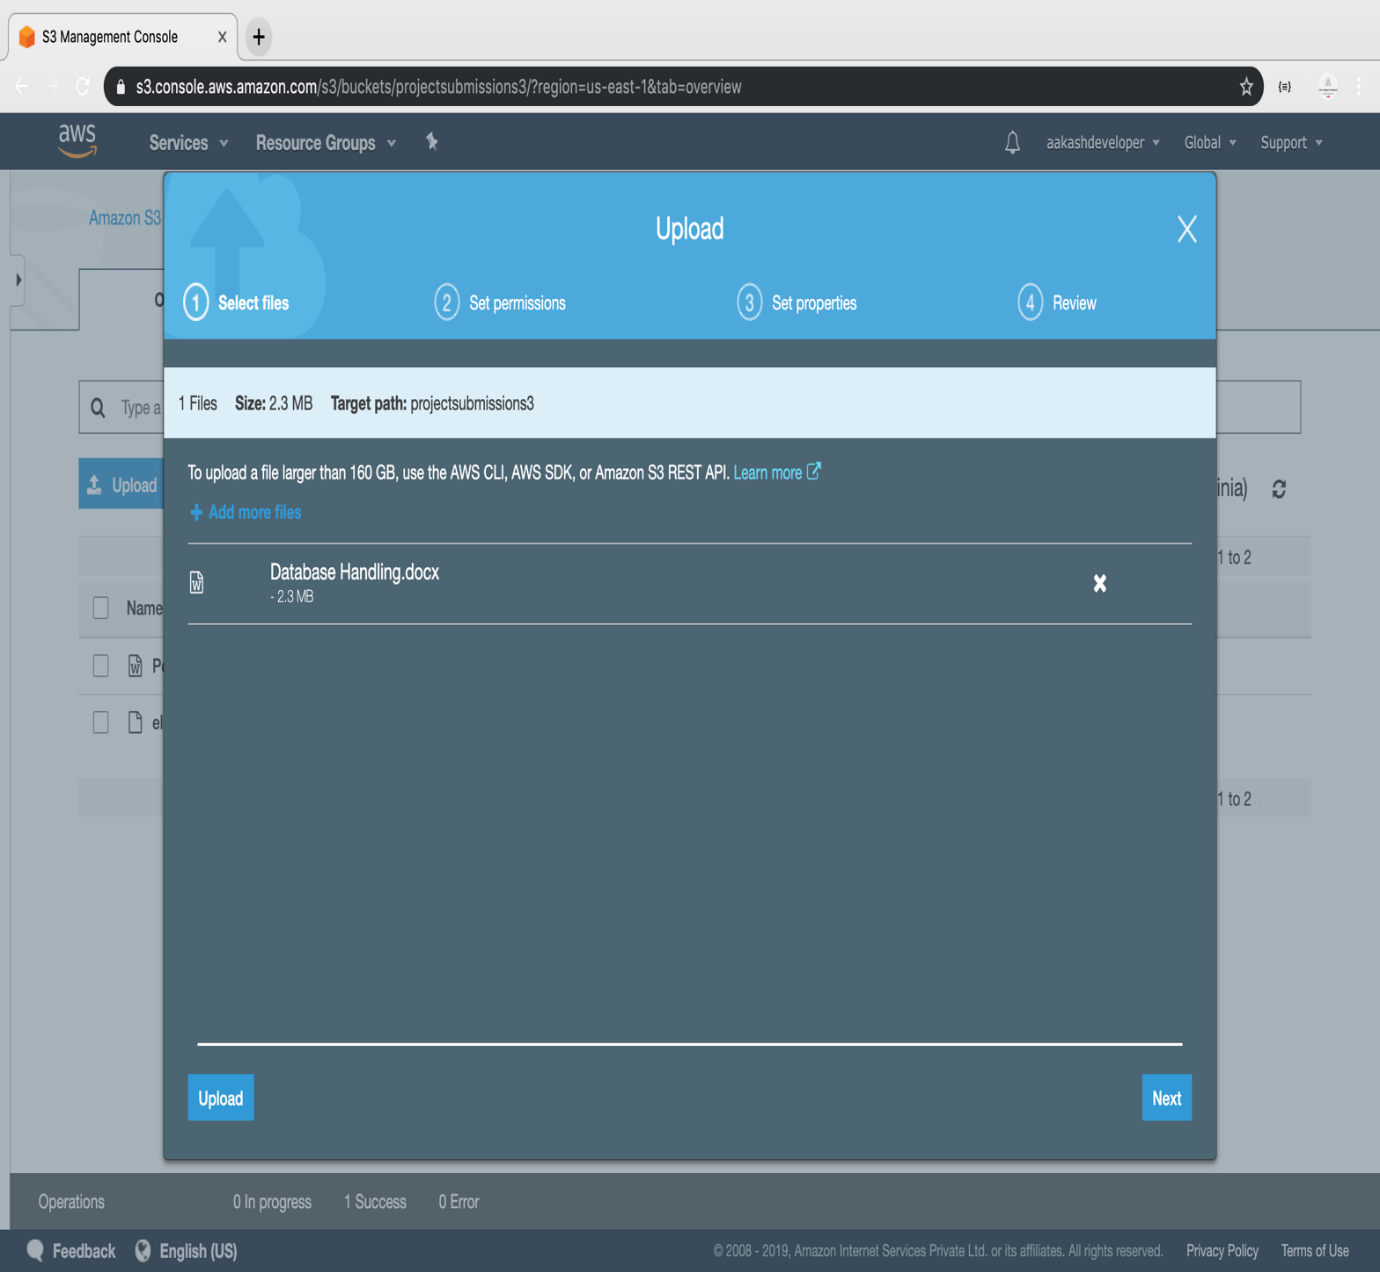 S3 Management Console
s3.console.aws.amazon.com/s3/buckets/projectsubmissions3/?region=us-east-1&tab=overview
aws Services Resource Groups aakashdeveloper Global Support
Amazon S3
Upload
1 Select files 2 Set permissions 3 Set properties 4 Review
Type a
1 Files Size: 2.3 MB Target path: projectsubmissions3
To upload a file larger than 160 GB, use the AWS CLI, AWS SDK, or Amazon S3 REST API. Learn more
Upload
inia)
+ Add more files
1 to 2
Database Handling.docx
- 2.3 MB
Name
1 to 2
Upload Next
Operations 0 In progress 1 Success 0 Error
Feedback English (US) © 2008 - 2019, Amazon Internet Services Private Ltd. or its affiliates. All rights reserved. Privacy Policy Terms of Use